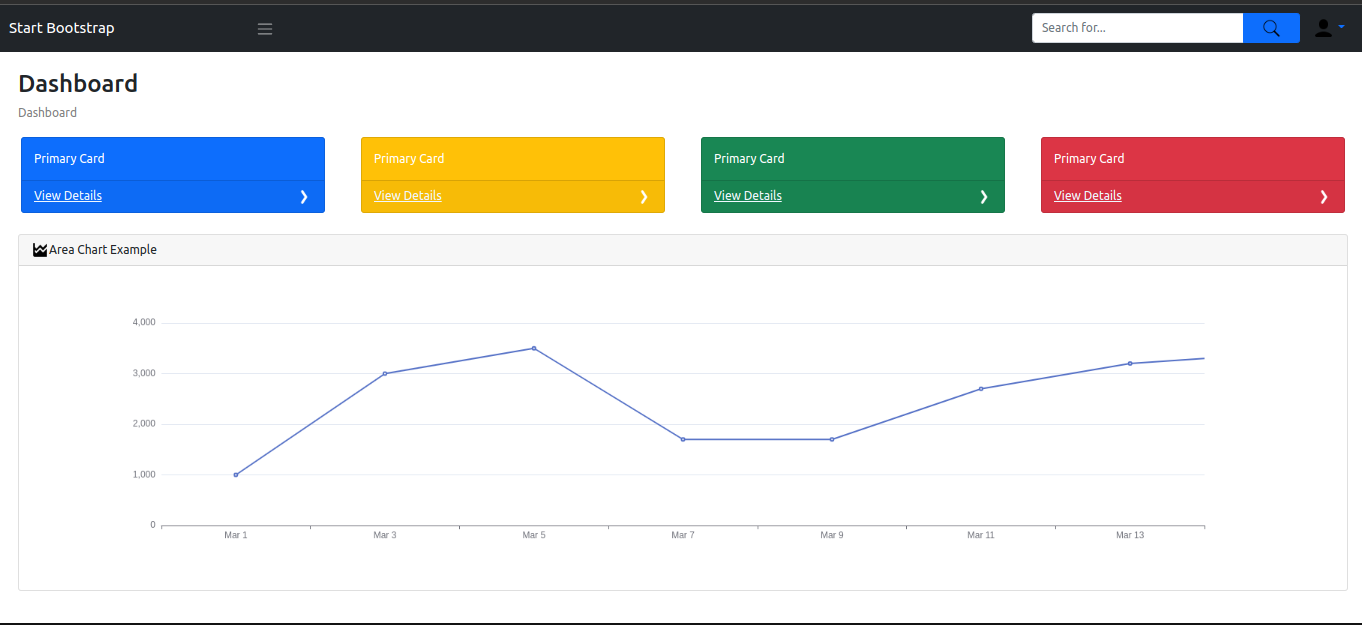 Start Bootstrap
Search for...
Dashboard
Dashboard
Primary Card
View Details
Primary Card
View Details
Primary Card
View Details
Primary Card
View Details
Area Chart Example
4,000
3,000
2,000
1,000
0
Mar 1 Mar 3 Mar 5 Mar 7 Mar 9 Mar 11 Mar 13